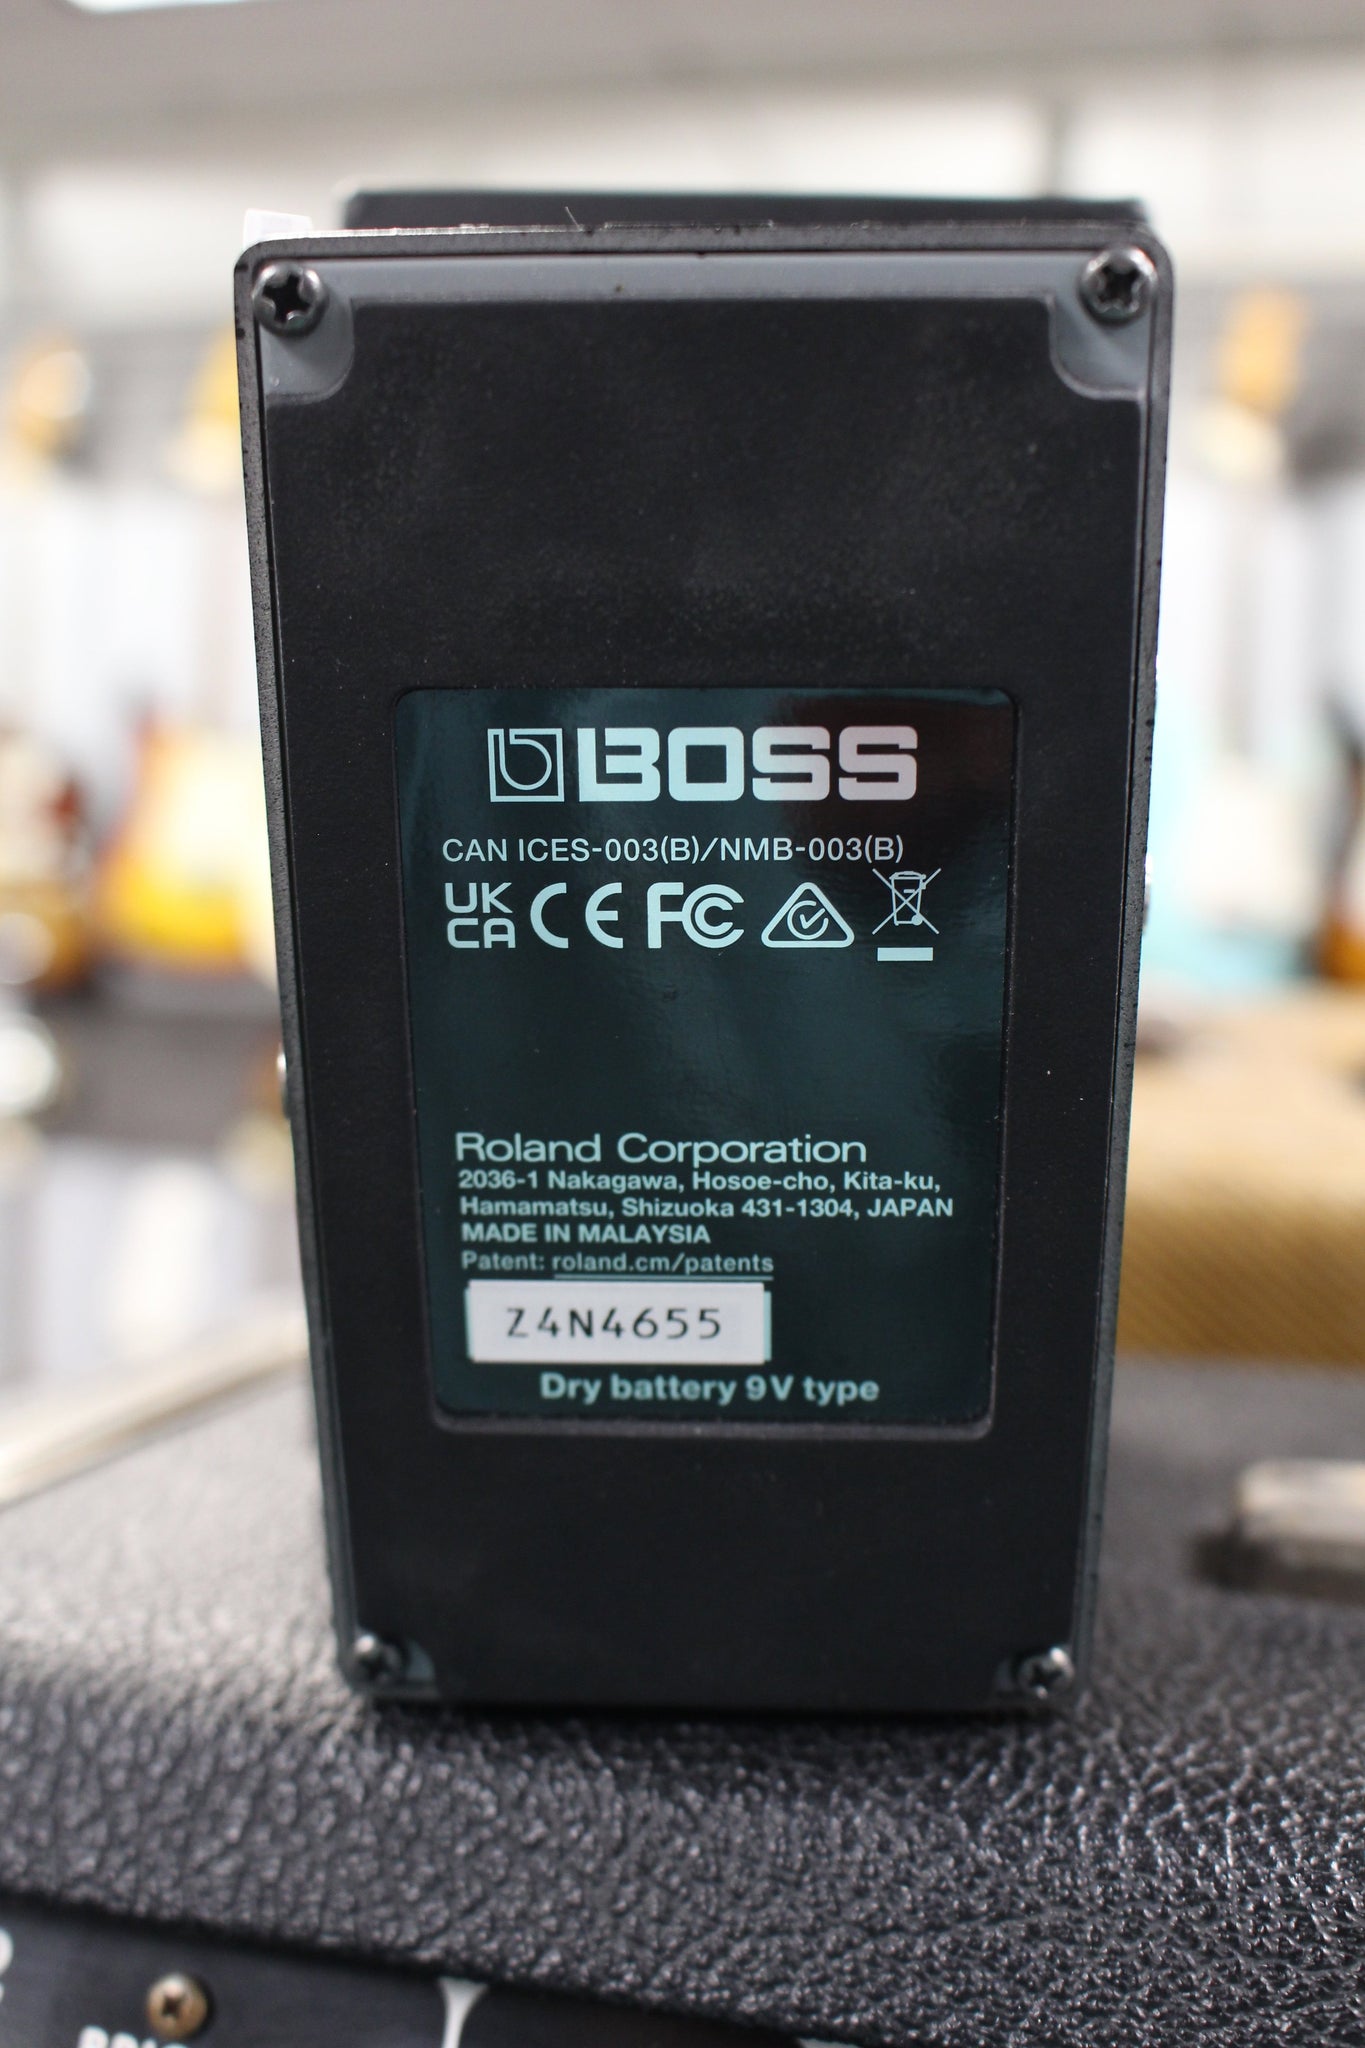 BOSS
CAN ICES-003(B)/NMB-003(B)
UK
CA CE FC
Roland Corporation
2036-1 Nakagawa, Hosoe-cho, Kita-ku,
Hamamatsu, Shizuoka 431-1304, JAPAN
MADE IN MALAYSIA
Patent: roland.cm/patents
Z4N4655
Dry battery 9V type